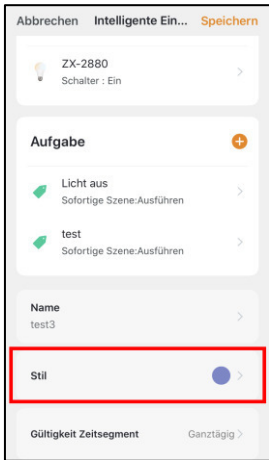 Abbrechen Intelligente Ein... Speichern
ZX-2880
Schalter : Ein
Aufgabe
Licht aus
Sofortige Szene:Ausführen
test
Sofortige Szene:Ausführen
Name
test3
Stil
Gültigkeit Zeitsegment Ganztägig